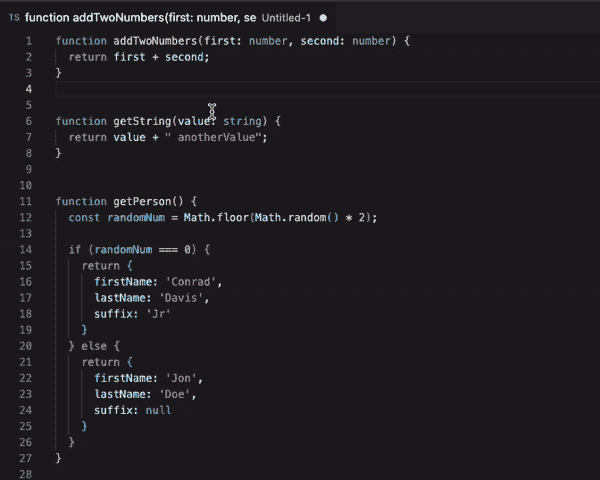 TS function addTwoNumbers(first: number, se Untitled-1
1 function addTwoNumbers(first: number, second: number) {
2 return first + second;
3 }
4
5
6 function getString(value: string) {
7 return value + " anotherValue";
8 }
9
10
11 function getPerson() {
12 const randomNum = Math.floor(Math.random() * 2);
13
14 if (randomNum === 0) {
15 return {
16 firstName: 'Conrad',
17 lastName: 'Davis',
18 suffix: 'Jr'
19 }
20 } else {
21 return {
22 firstName: 'Jon',
23 lastName: 'Doe',
24 suffix: null
25 }
26 }
27 }
28